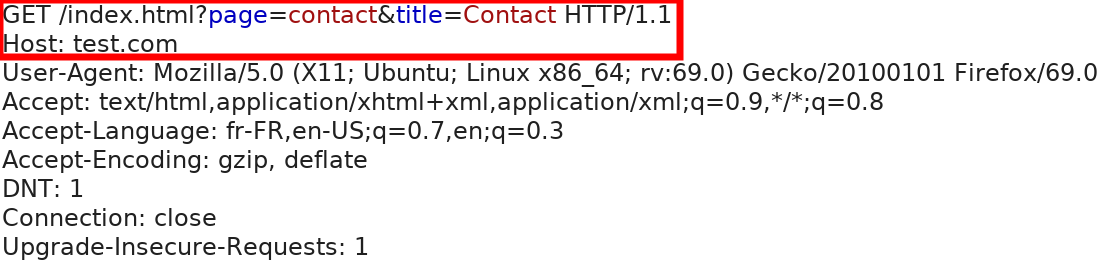 GET /index.html?page=contact&title=Contact HTTP/1.1
Host: test.com
User-Agent: Mozilla/5.0 (X11; Ubuntu; Linux x86_64; rv:69.0) Gecko/20100101 Firefox/69.0
Accept: text/html,application/xhtml+xml,application/xml;q=0.9,*/*;q=0.8
Accept-Language: fr-FR,en-US;q=0.7,en;q=0.3
Accept-Encoding: gzip, deflate
DNT: 1
Connection: close
Upgrade-Insecure-Requests: 1